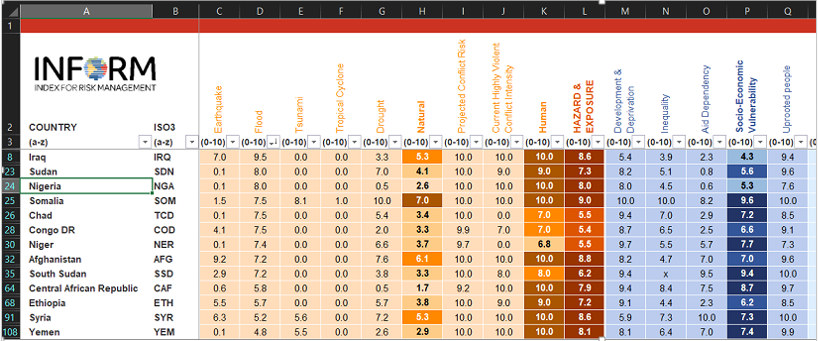 A B C D E F G H I J K L M N O P Q
1
INFORM
INDEX FOR RISK MANAGEMENT
Earthquake
Flood
Tsunami
Tropical Cyclone
Drought
Natural
Projected Conflict Risk
Current Highly Violent Conflict Intensity
Human
HAZARD & EXPOSURE
Development & Deprivation
Inequality
Aid Dependency
Socio-Economic Vulnerability
Uprooted people
2 COUNTRY ISO3
3 (a-z) (a-z) (0-10) (0-10) (0-10) (0-10) (0-10) (0-10) (0-10) (0-10) (0-10) (0-10) (0-10) (0-10) (0-10) (0-10) (0-10)
8 Iraq IRQ 7.0 9.5 0.0 0.0 3.3 5.3 10.0 10.0 10.0 8.6 5.4 3.9 2.3 4.3 9.4
23 Sudan SDN 0.1 8.0 0.0 0.0 7.0 4.1 10.0 9.0 9.0 7.3 8.2 5.1 0.8 5.6 9.6
24 Nigeria NGA 0.1 8.0 0.0 0.0 0.5 2.6 10.0 10.0 10.0 8.0 8.0 4.5 0.6 5.3 7.6
25 Somalia SOM 1.5 7.5 8.1 1.0 10.0 7.0 10.0 10.0 10.0 9.0 10.0 10.0 8.2 9.6 10.0
26 Chad TCD 0.1 7.5 0.0 0.0 5.4 3.4 10.0 0.0 7.0 5.5 9.4 7.0 2.9 7.2 8.5
28 Congo DR COD 4.1 7.5 0.0 0.0 2.0 3.3 9.9 7.0 7.0 5.4 8.7 6.5 2.5 6.6 9.1
30 Niger NER 0.1 7.4 0.0 0.0 6.6 3.7 9.7 0.0 6.8 5.5 9.7 5.5 5.7 7.7 7.3
32 Afghanistan AFG 9.2 7.2 0.0 0.0 7.6 6.1 10.0 10.0 10.0 8.8 8.2 4.7 7.0 7.0 9.6
35 South Sudan SSD 2.9 7.2 0.0 0.0 3.8 3.3 10.0 8.0 8.0 6.2 9.4 x 9.5 9.4 10.0
64 Central African Republic CAF 0.6 5.8 0.0 0.0 0.5 1.7 9.2 10.0 10.0 7.9 9.4 8.4 7.5 8.7 9.7
68 Ethiopia ETH 5.5 5.7 0.0 0.0 5.7 3.8 10.0 9.0 9.0 7.2 9.1 4.4 2.3 6.2 8.5
91 Syria SYR 6.3 5.2 5.6 0.0 7.2 5.3 10.0 10.0 10.0 8.6 5.9 7.3 10.0 7.3 10.0
108 Yemen YEM 0.1 4.8 5.5 0.0 2.6 2.9 10.0 10.0 10.0 8.1 8.1 6.4 7.0 7.4 9.9